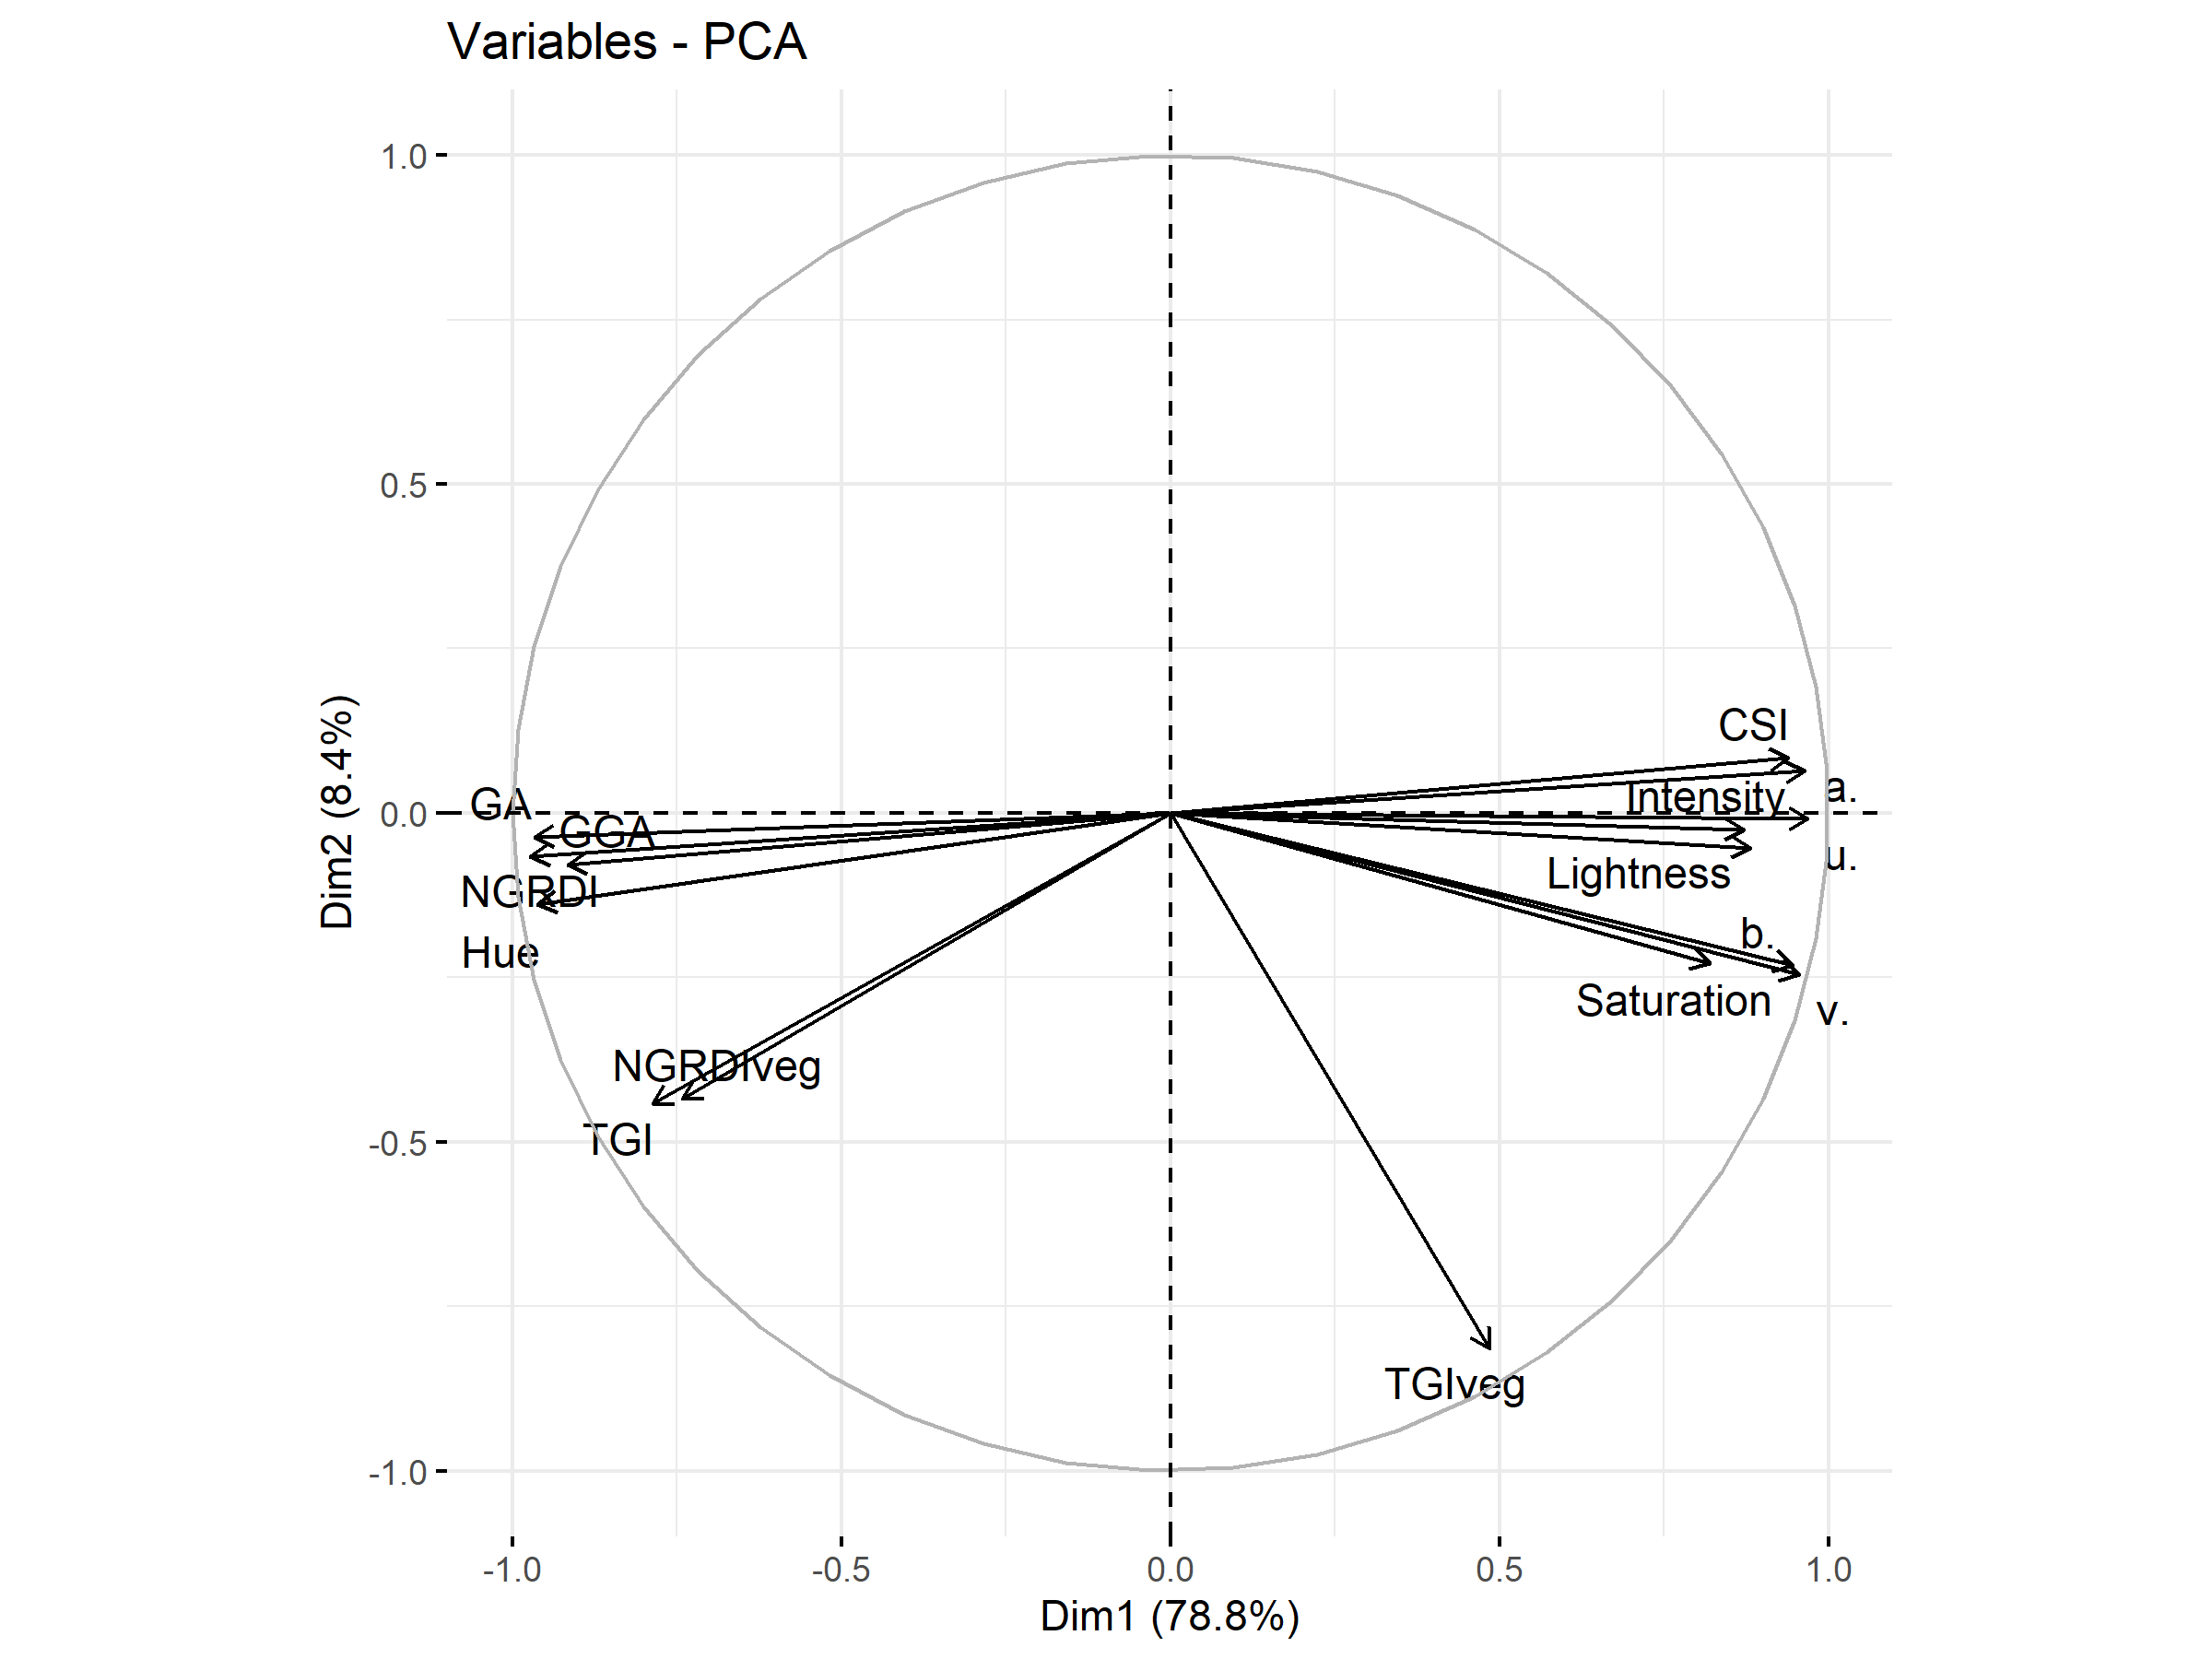 Variables - PCA
1.0
0.5
0.0
-0.5
-1.0
Dim2 (8.4%)
CSI
a.
Intensity
GA
GGA
u.
Lightness
NGRDI
b.
Hue
Saturation
v.
NGRDIveg
TGI
TGIveg
-1.0
-0.5
0.0
0.5
1.0
Dim1 (78.8%)